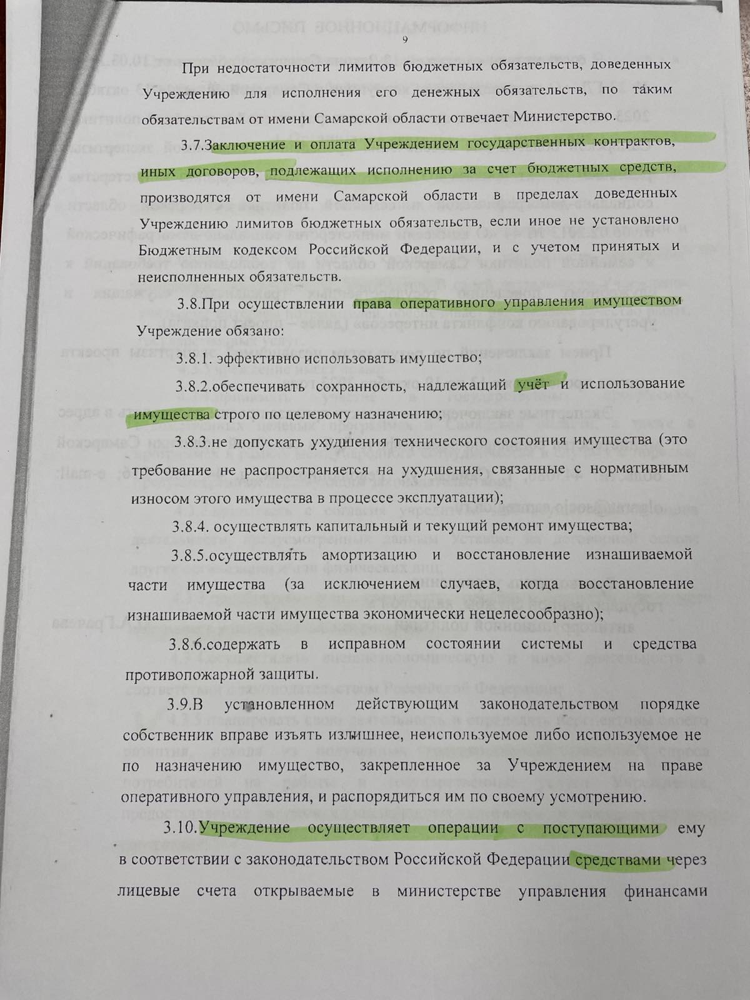 9
При недостаточности лимитов бюджетных обязательств, доведенных
Учреждению для исполнения его денежных обязательств, по таким
обязательствам от имени Самарской области отвечает Министерство.
3.7.Заключение и оплата Учреждением государственных контрактов,
иных договоров, подлежащих исполнению за счет бюджетных средств,
производятся от имени Самарской области в пределах доведенных
Учреждению лимитов бюджетных обязательств, если иное не установлено
Бюджетным кодексом Российской Федерации, и с учетом принятых и
неисполненных обязательств.
3.8.При осуществлении права оперативного управления имуществом
Учреждение обязано:
3.8.1. эффективно использовать имущество;
3.8.2.обеспечивать сохранность, надлежащий учёт и использование
имущества строго по целевому назначению;
3.8.3.не допускать ухудшения технического состояния имущества (это
требование не распространяется на ухудшения, связанные с нормативным
износом этого имущества в процессе эксплуатации);
3.8.4. осуществлять капитальный и текущий ремонт имущества;
3.8.5.осуществлять амортизацию и восстановление изнашиваемой
части имущества (за исключением случаев, когда восстановление
изнашиваемой части имущества экономически нецелесообразно);
3.8.6.содержать в исправном состоянии системы и средства
противопожарной защиты.
3.9.В установленном действующим законодательством порядке
собственник вправе изъять излишнее, неиспользуемое либо используемое не
по назначению имущество, закрепленное за Учреждением на праве
оперативного управления, и распорядиться им по своему усмотрению.
3.10.Учреждение осуществляет операции с поступающими ему
в соответствии с законодательством Российской Федерации средствами через
лицевые счета открываемые в министерстве управления финансами